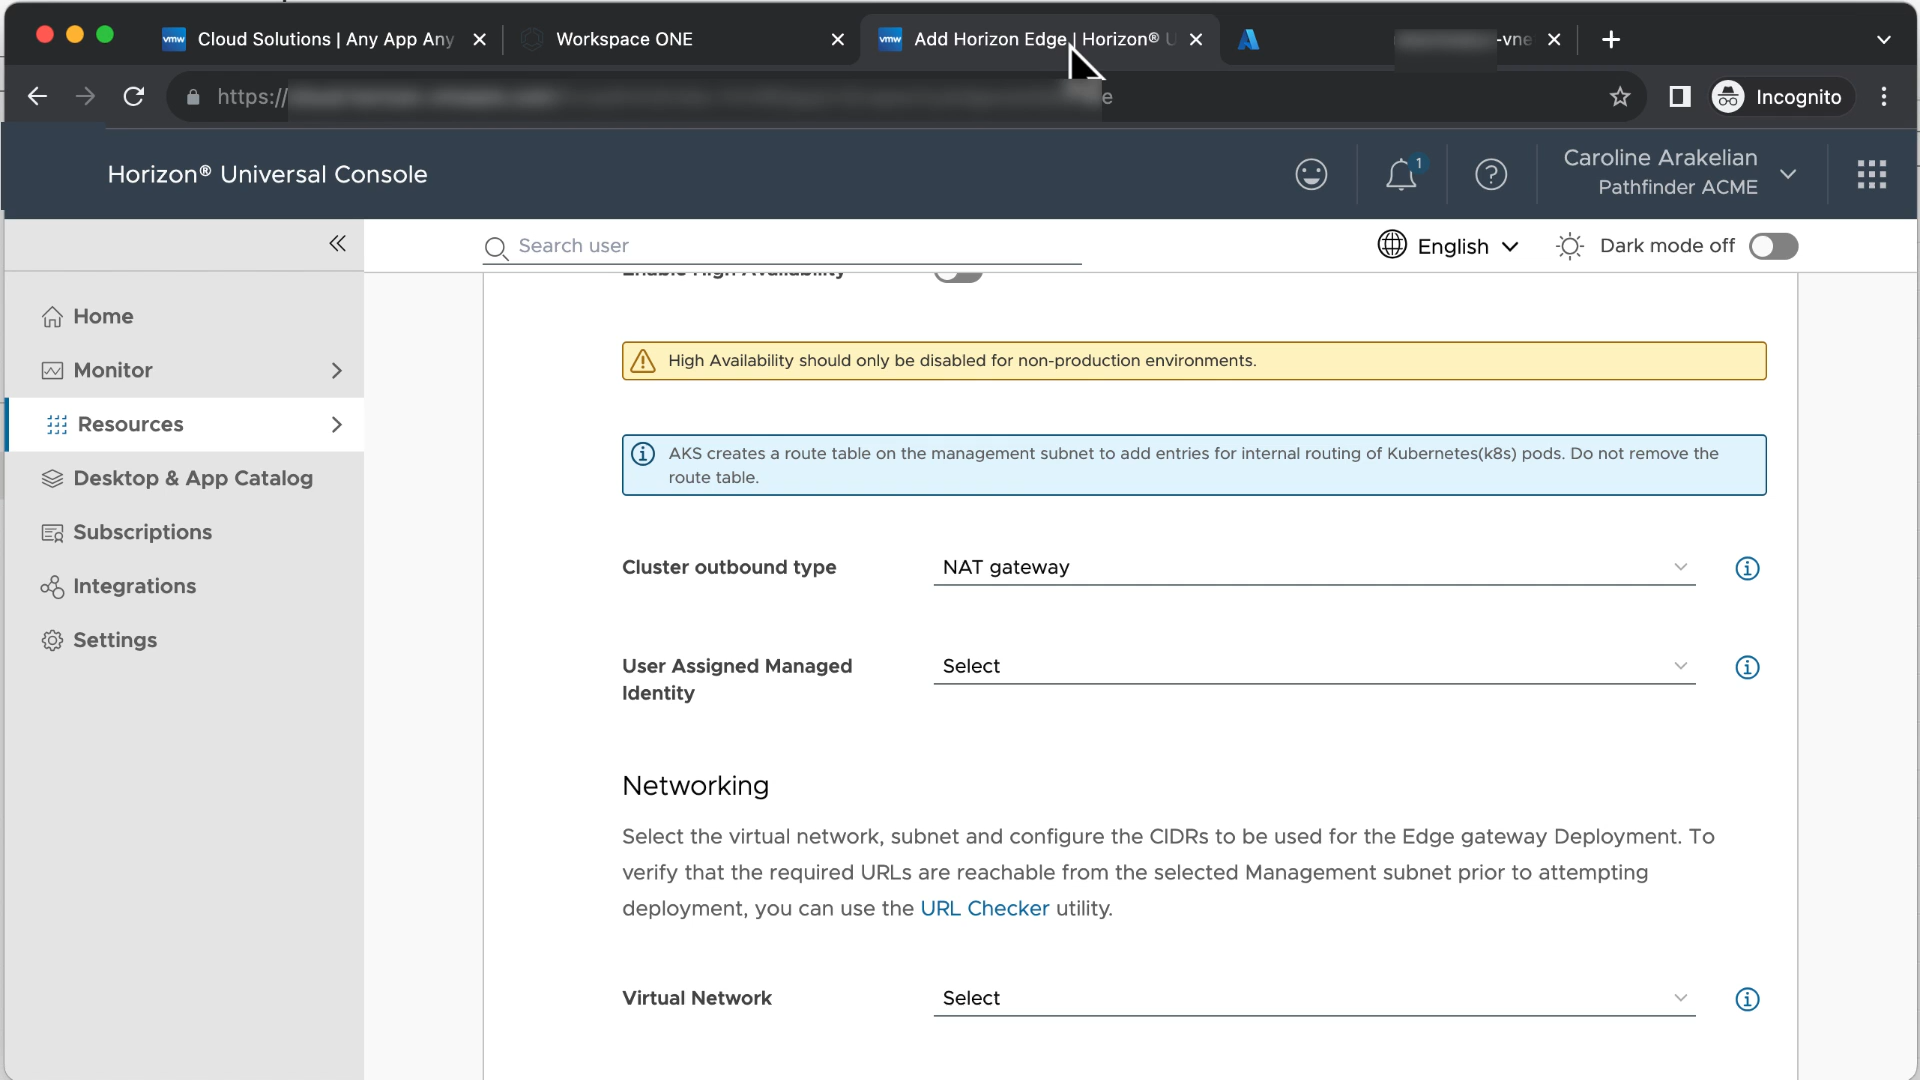 Cloud Solutions | Any App Any
Workspace ONE
Add Horizon Edge | Horizon® U
-vne
https://
e
Incognito
Horizon® Universal Console
1
Caroline Arakelian
Pathfinder ACME
Search user
English
Dark mode off
Home
Monitor
Resources
Desktop & App Catalog
Subscriptions
Integrations
Settings
Enable High Availability
High Availability should only be disabled for non-production environments.
AKS creates a route table on the management subnet to add entries for internal routing of Kubernetes(k8s) pods. Do not remove the
route table.
Cluster outbound type
NAT gateway
User Assigned Managed
Identity
Select
Networking
Select the virtual network, subnet and configure the CIDRs to be used for the Edge gateway Deployment. To
verify that the required URLs are reachable from the selected Management subnet prior to attempting
deployment, you can use the URL Checker utility.
Virtual Network
Select